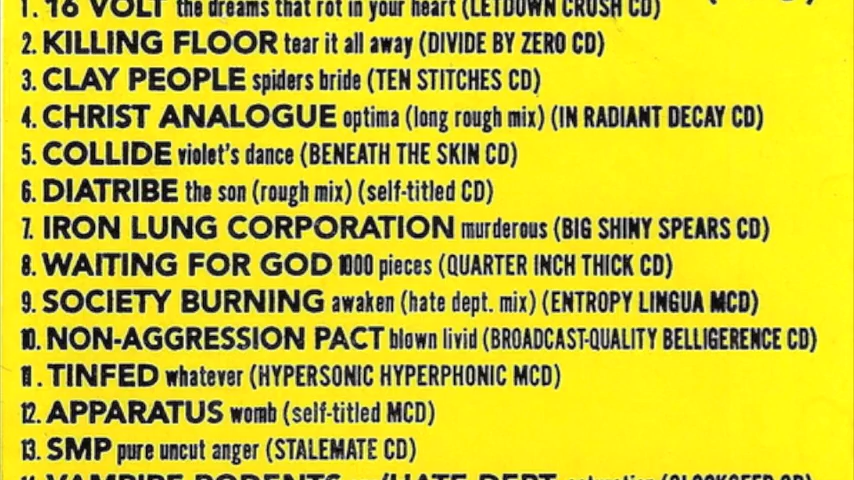 1. 16 VOLT the dreams that rot in your heart (LETDOWN CRUSH CD)
2. KILLING FLOOR tear it all away (DIVIDE BY ZERO CD)
3. CLAY PEOPLE spiders bride (TEN STITCHES CD)
4. CHRIST ANALOGUE optima (long rough mix) (IN RADIANT DECAY CD)
5. COLLIDE violet's dance (BENEATH THE SKIN CD)
6. DIATRIBE the son (rough mix) (self-titled CD)
7. IRON LUNG CORPORATION murderous (BIG SHINY SPEARS CD)
8. WAITING FOR GOD 1000 pieces (QUARTER INCH THICK CD)
9. SOCIETY BURNING awaken (hate dept. mix) (ENTROPY LINGUA MCD)
10. NON-AGGRESSION PACT blown livid (BROADCAST-QUALITY BELLIGERENCE CD)
11. TINFED whatever (HYPERSONIC HYPERPHONIC MCD)
12. APPARATUS womb (self-titled MCD)
13. SMP pure uncut anger (STALEMATE CD)
VAMPIRE RODENTS HATE DEPT